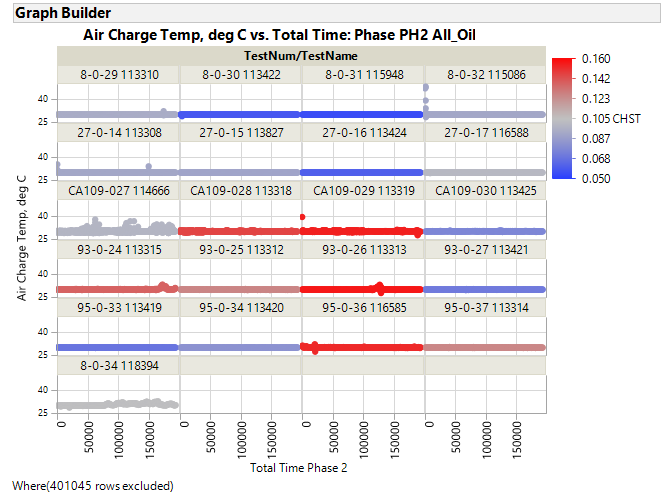 Graph Builder
Air Charge Temp, deg C vs. Total Time: Phase PH2 All_Oil
TestNum/TestName
8-0-29 113310 8-0-30 113422 8-0-31 115948 8-0-32 115086
40
25
27-0-14 113308 27-0-15 113827 27-0-16 113424 27-0-17 116588
40
25
CA109-027 114666 CA109-028 113318 CA109-029 113319 CA109-030 113425
40
25
93-0-24 113315 93-0-25 113312 93-0-26 113313 93-0-27 113421
40
25
95-0-33 113419 95-0-34 113420 95-0-36 116585 95-0-37 113314
40
25
8-0-34 118394
40
25
Air Charge Temp, deg C
0 50000 100000 150000 0 50000 100000 150000 0 50000 100000 150000 0 50000 100000 150000
Total Time Phase 2
0.160
0.142
0.123
0.105 CHST
0.087
0.068
0.050
Where(401045 rows excluded)